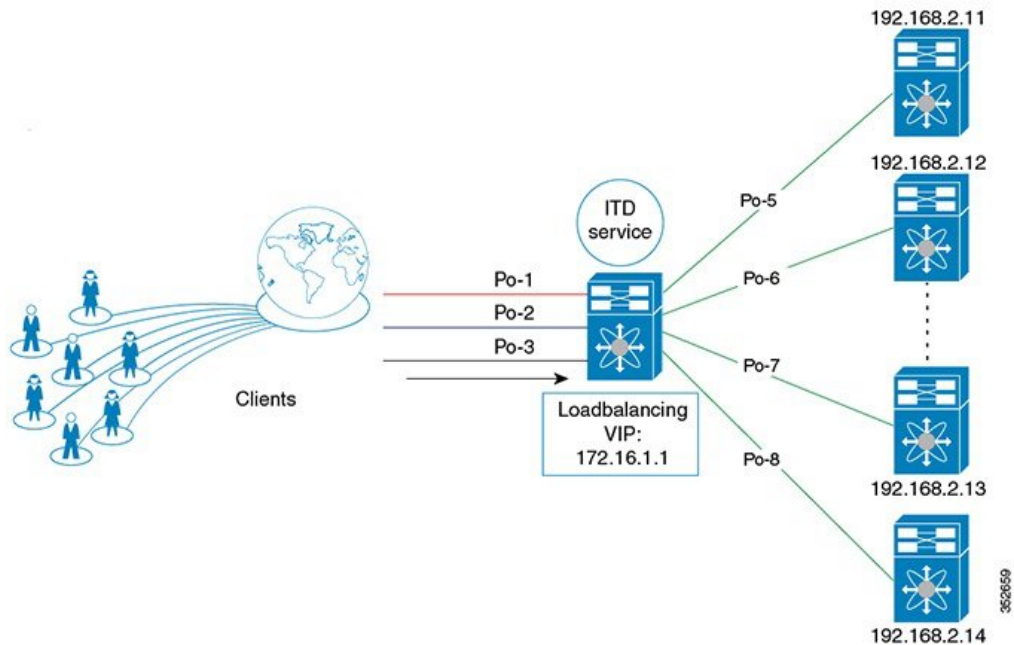 192.168.2.11
192.168.2.12
Po-5
ITD
service
Po-6
Po-1
Po-2
Po-3
Po-7
Clients
Loadbalancing
VIP:
172.16.1.1
Po-8
192.168.2.13
192.168.2.14
352659